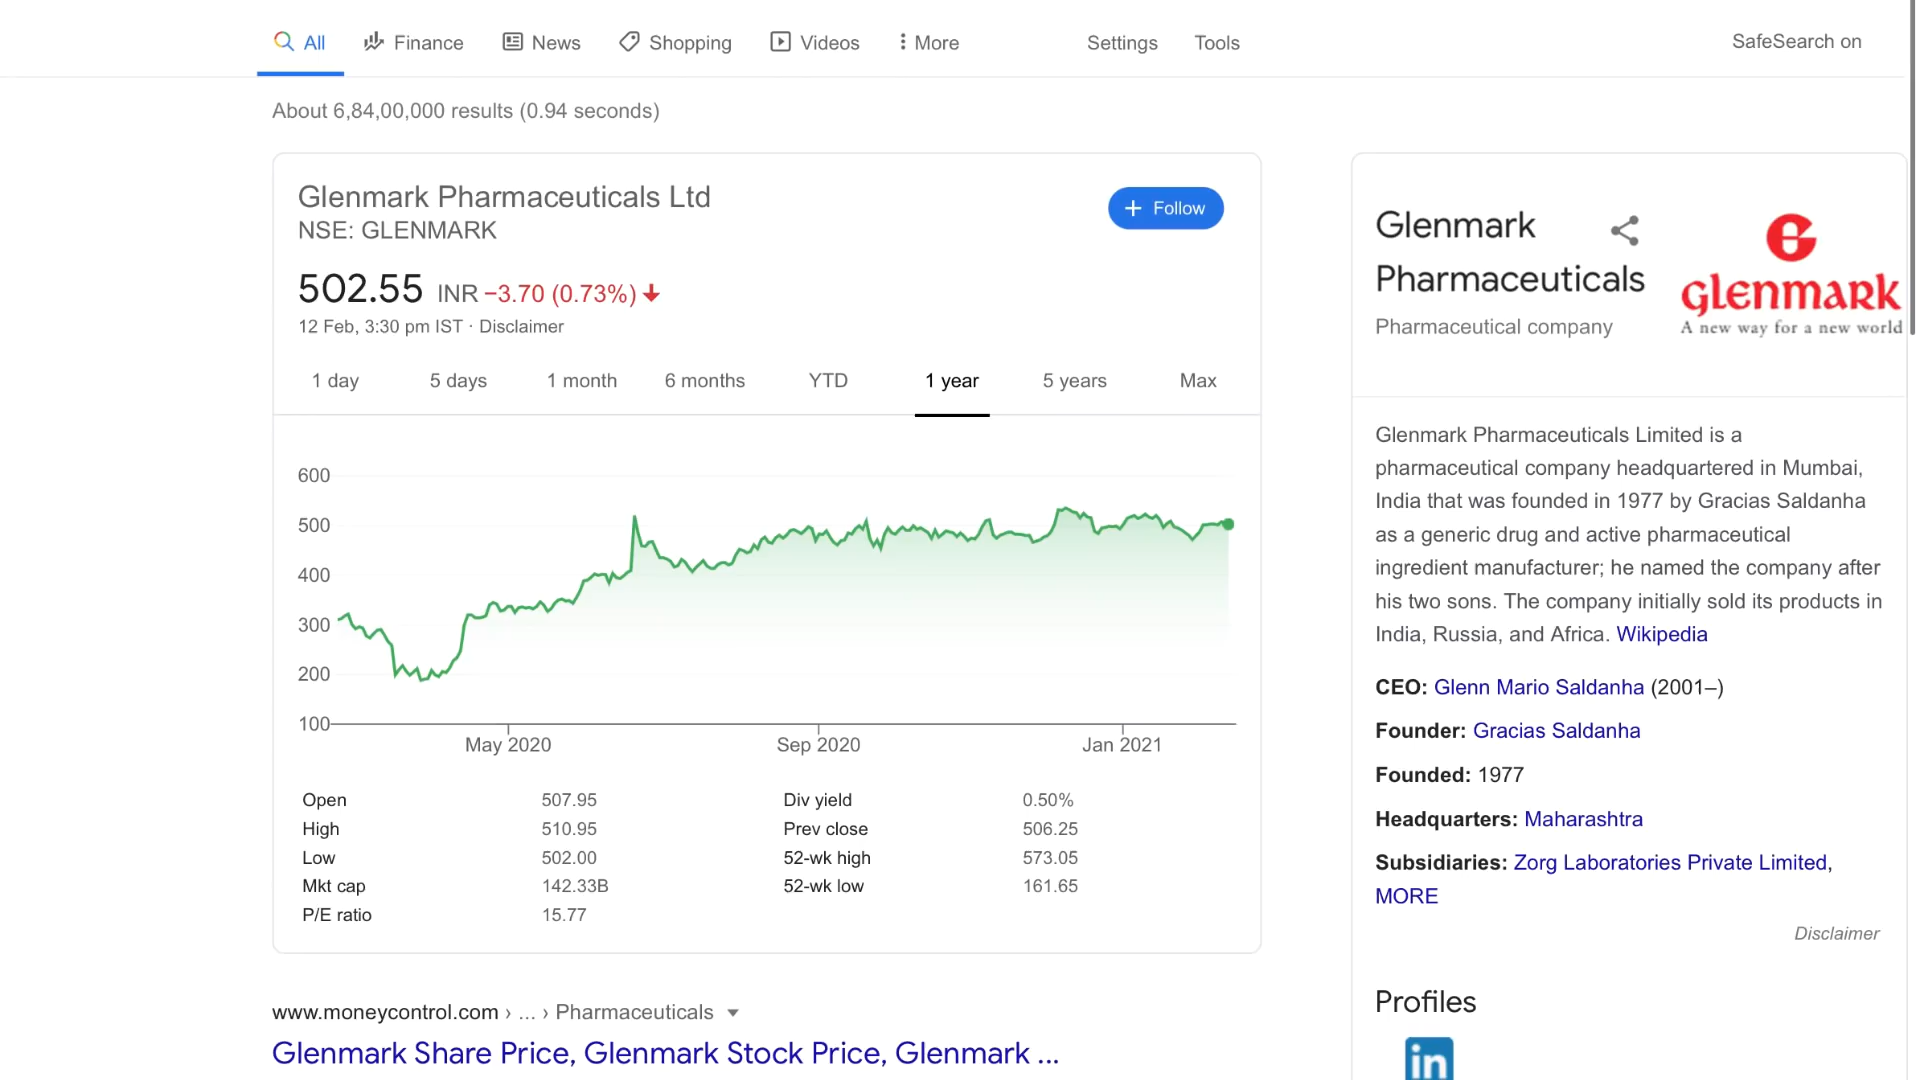 All Finance News Shopping Videos More Settings Tools SafeSearch on
About 6,84,00,000 results (0.94 seconds)
Glenmark Pharmaceuticals Ltd
NSE: GLENMARK
+ Follow
502.55 INR −3.70 (0.73%)
12 Feb, 3:30 pm IST · Disclaimer
1 day 5 days 1 month 6 months YTD 1 year 5 years Max
600
500
400
300
200
100
May 2020 Sep 2020 Jan 2021
Open 507.95 Div yield 0.50%
High 510.95 Prev close 506.25
Low 502.00 52-wk high 573.05
Mkt cap 142.33B 52-wk low 161.65
P/E ratio 15.77
www.moneycontrol.com › ... › Pharmaceuticals
Glenmark Share Price, Glenmark Stock Price, Glenmark ...
Glenmark
Pharmaceuticals
Pharmaceutical company
glenmark
A new way for a new world
Glenmark Pharmaceuticals Limited is a
pharmaceutical company headquartered in Mumbai,
India that was founded in 1977 by Gracias Saldanha
as a generic drug and active pharmaceutical
ingredient manufacturer; he named the company after
his two sons. The company initially sold its products in
India, Russia, and Africa. Wikipedia
CEO: Glenn Mario Saldanha (2001–)
Founder: Gracias Saldanha
Founded: 1977
Headquarters: Maharashtra
Subsidiaries: Zorg Laboratories Private Limited,
MORE
Disclaimer
Profiles
in